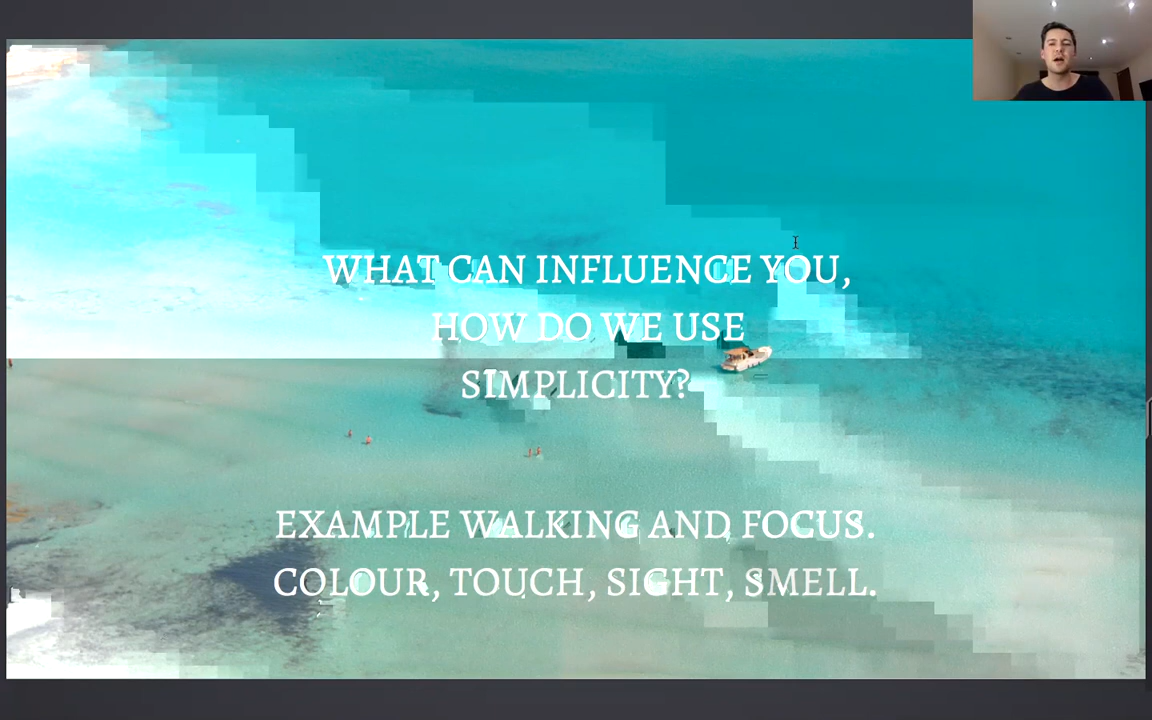 WHAT CAN INFLUENCE YOU,
HOW DO WE USE
SIMPLICITY?
EXAMPLE WALKING AND FOCUS.
COLOUR, TOUCH, SIGHT, SMELL.